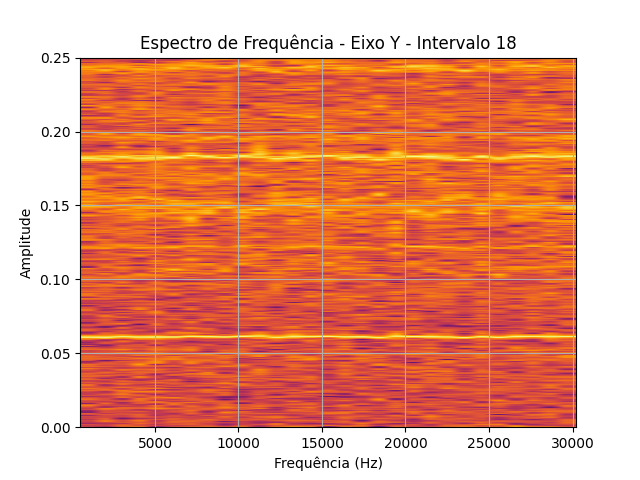 Espectro de Frequência - Eixo Y - Intervalo 18
0.25
0.20
0.15
0.10
0.05
0.00
Amplitude
5000 10000 15000 20000 25000 30000
Frequência (Hz)